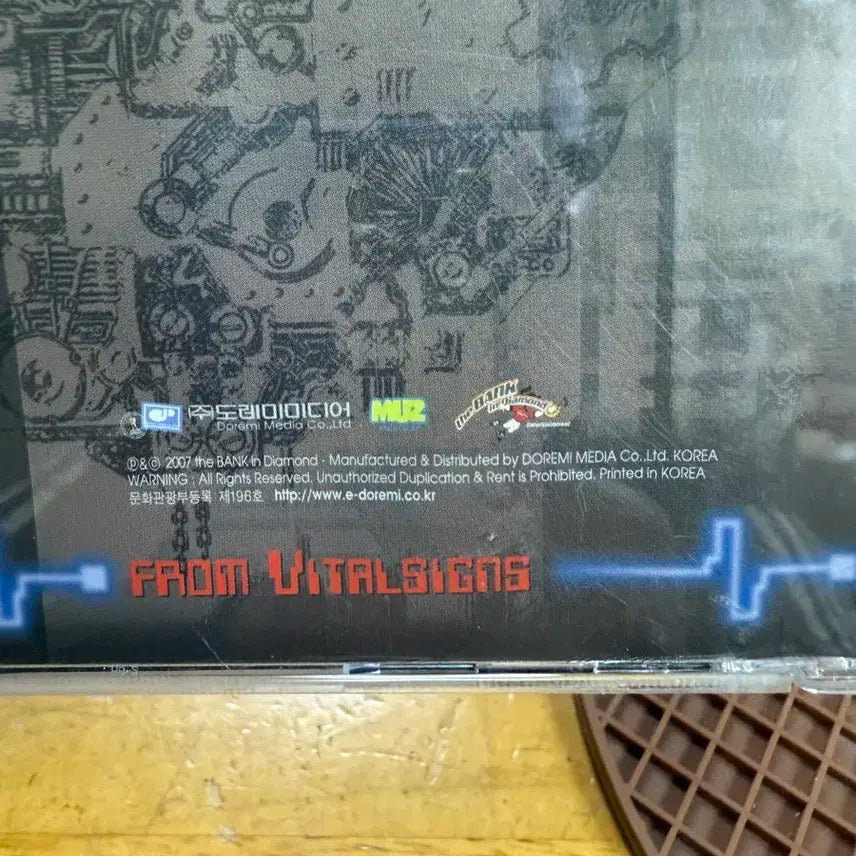 ㈜도레미미디어
Doremi Media Co.,Ltd
MUZ
the BANK in Diamond
Entertainment
Ⓟ&ⓒ 2007 the BANK in Diamond · Manufactured & Distributed by DOREMI MEDIA Co.,Ltd. KOREA
WARNING : All Rights Reserved. Unauthorized Duplication & Rent is Prohibited. Printed in KOREA
문화관광부등록 제196호 http://www.e-doremi.co.kr
FROM VITALSIGNS